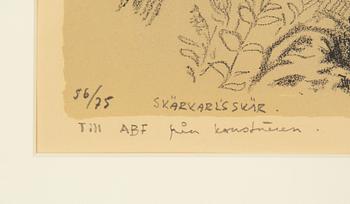 56/75 SKÄRKARLSSKÄR.
Till ABF från konstnären.